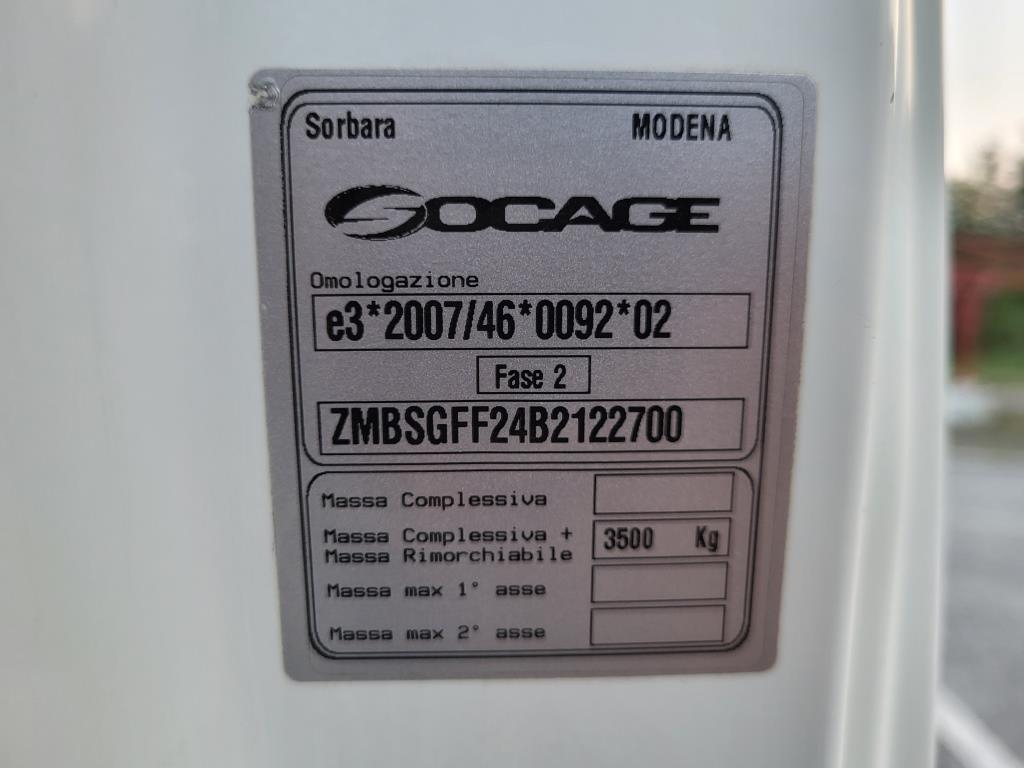 Sorbara MODENA
SOCAGE
Omologazione
e3*2007/46*0092*02
Fase 2
ZMBSGFF24B2122700
Massa Complessiva
Massa Complessiva + 3500 Kg
Massa Rimorchiabile
Massa max 1° asse
Massa max 2° asse